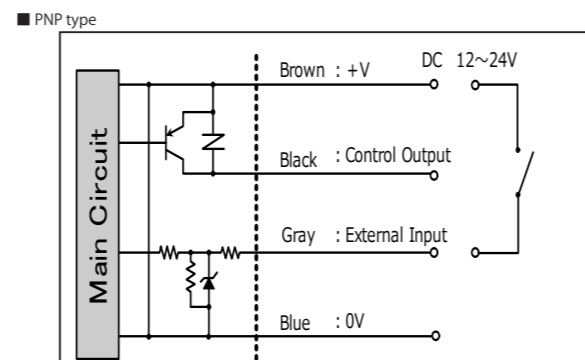 ■ PNP type
DC 12~24V
Brown : +V
Black : Control Output
Gray : External Input
Blue : 0V
Main Circuit